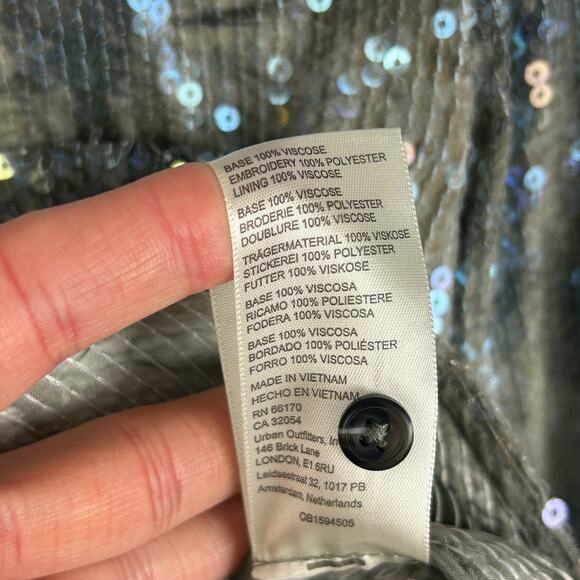 BASE 100% VISCOSE
EMBROIDERY 100% POLYESTER
LINING 100% VISCOSE
BASE 100% VISCOSE
BRODERIE 100% POLYESTER
DOUBLURE 100% VISCOSE
TRÄGERMATERIAL 100% VISKOSE
STICKEREI 100% POLYESTER
FUTTER 100% VISKOSE
BASE 100% VISCOSA
RICAMO 100% POLIESTERE
FODERA 100% VISCOSA
BASE 100% VISCOSA
BORDADO 100% POLIÉSTER
FORRO 100% VISCOSA
MADE IN VIETNAM
HECHO EN VIETNAM
RN 66170
CA 32054
Urban Outfitters, In
146 Brick Lane
LONDON, E1 6RU
Leidsestraat 32, 1017 PB
Amsterdam, Netherlands
OB1594505